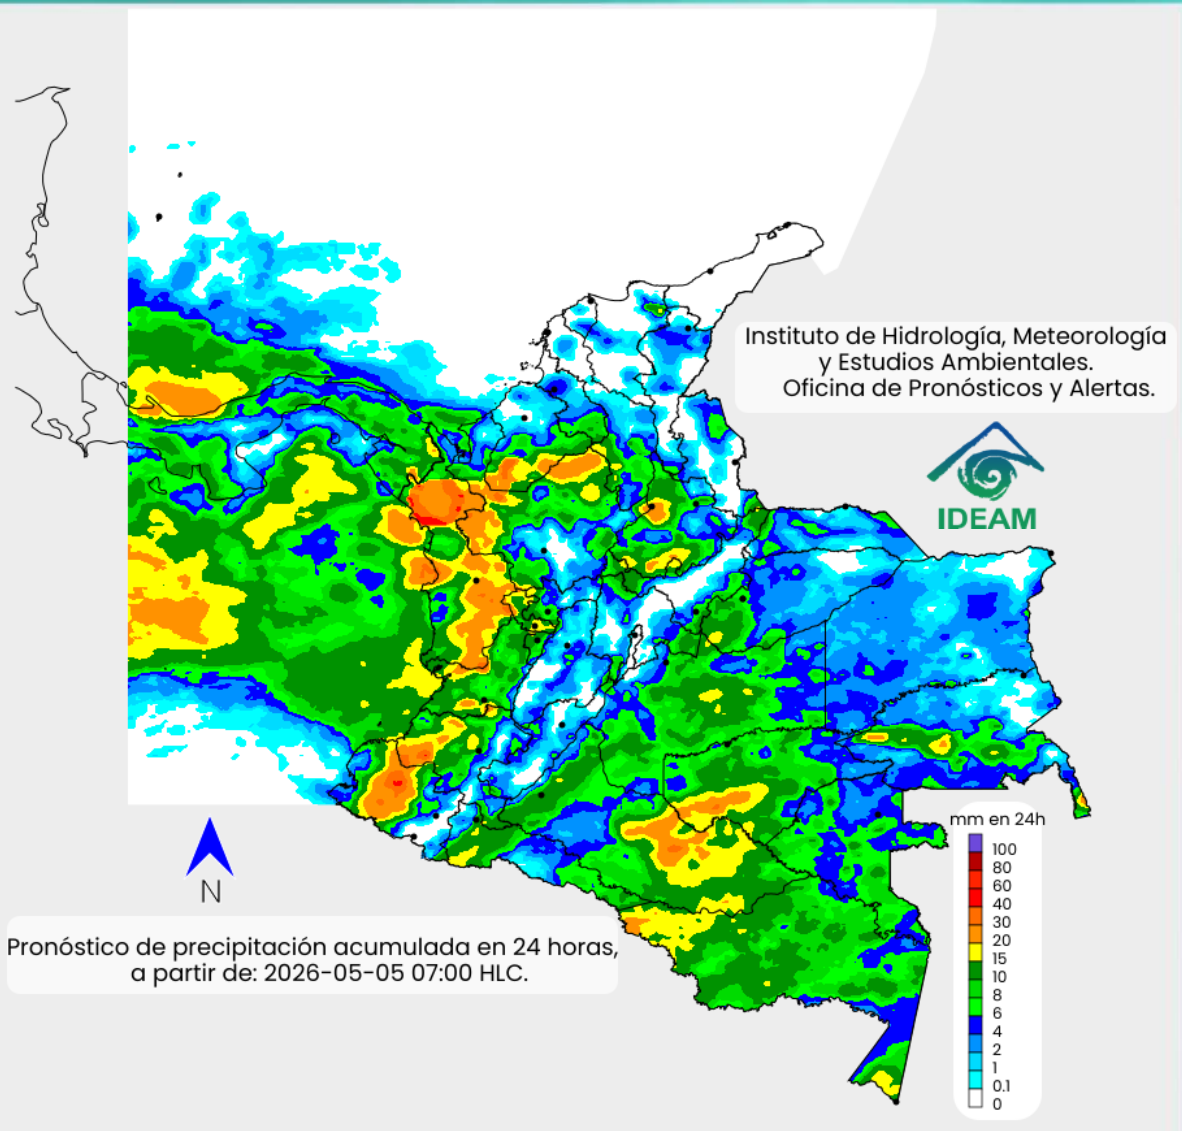 Instituto de Hidrología, Meteorología
y Estudios Ambientales.
Oficina de Pronósticos y Alertas.
IDEAM
mm en 24h
100
80
60
40
30
20
15
10
8
6
4
2
1
0.1
0
N
Pronóstico de precipitación acumulada en 24 horas,
a partir de: 2026-05-05 07:00 HLC.